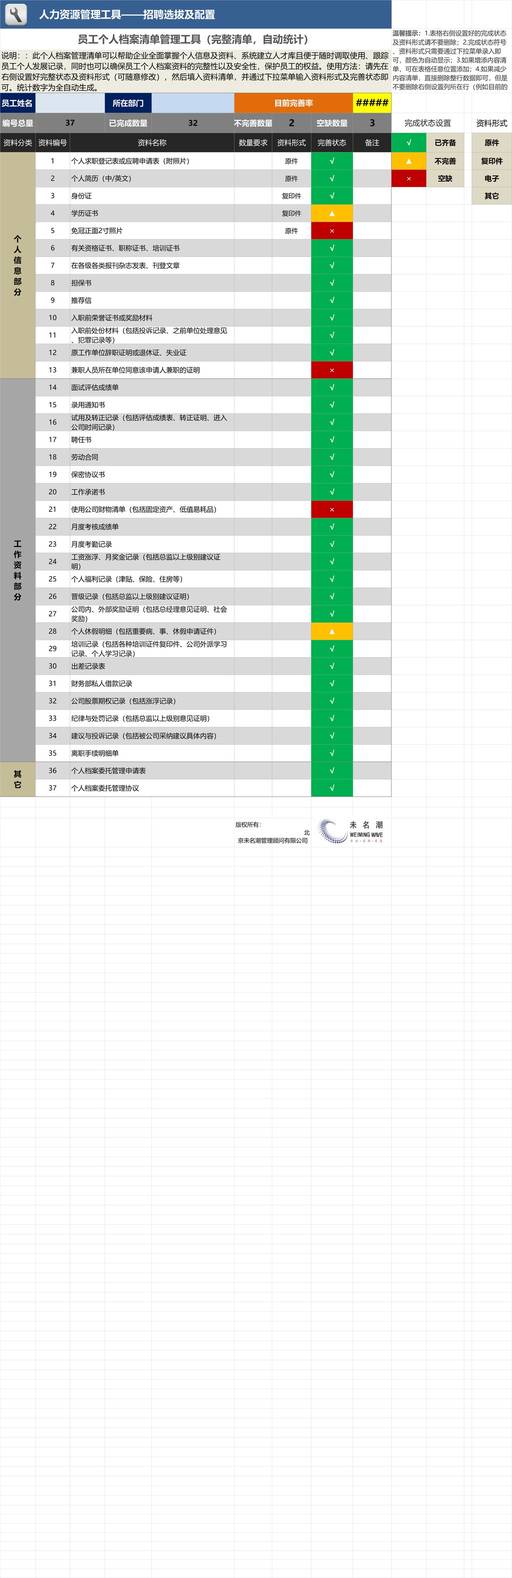 人力资源管理工具——招聘选拔及配置
员工个人档案清单管理工具（完整清单，自动统计）
说明：：此个人档案管理清单可以帮助企业全面掌握个人信息及资料、系统建立人才库且便于随时调取使用、跟踪
员工个人发展记录，同时也可以确保员工个人档案资料的完整性以及安全性，保护员工的权益。使用方法：请先在
右侧设置好完整状态及资料形式（可随意修改），然后填入资料清单，并通过下拉菜单输入资料形式及完善状态即
可。统计数字为全自动生成。
温馨提示：1.表格右侧设置好的完成状态
及资料形式请不要删除；2.完成状态符号
、资料形式只需要通过下拉菜单录入即
可，颜色为自动显示；3.如果增添内容清
单，可在表格任意位置添加；4.如果减少
内容清单，直接删除整行数据即可，但是
不要删除右侧设置列所在行（例如目前的
员工姓名 所在部门 目前完善率 #####
编号总量 37 已完成数量 32 不完善数量 2 空缺数量 3 完成状态设置 资料形式
资料分类 资料编号 资料名称 数量要求 资料形式 完善状态 备注 √ 已齐备 原件
1 个人求职登记表或应聘申请表（附照片） 原件 √ ▲ 不完善 复印件
2 个人简历（中/英文） 原件 √ × 空缺 电子
3 身份证 复印件 √ 其它
4 学历证书 复印件 ▲
5 免冠正面2寸照片 原件 ×
6 有关资格证书、职称证书、培训证书 √
个人信息部分
7 在各级各类报刊杂志发表、刊登文章 √
8 担保书 √
9 推荐信 √
10 入职前荣誉证书或奖励材料 √
11 入职前处份材料（包括投诉记录、之前单位处理意见
、犯罪记录等） √
12 原工作单位辞职证明或退休证、失业证 √
13 兼职人员所在单位同意该申请人兼职的证明 ×
14 面试评估成绩单 √
15 录用通知书 √
16 试用及转正记录（包括评估成绩表、转正证明、进入
公司时间记录） √
17 聘任书 √
18 劳动合同 √
19 保密协议书 √
20 工作承诺书 √
21 使用公司财物清单（包括固定资产、低值易耗品） ×
22 月度考核成绩单 √
23 月度考勤记录 √
24 工资涨浮、月奖金记录（包括总监以上级别建议证
明） √
工作资料部分
25 个人福利记录（津贴、保险、住房等） √
26 晋级记录（包括总监以上级别建议证明） √
27 公司内、外部奖励证明（包括总经理意见证明、社会
奖励） √
28 个人休假明细（包括重要病、事、休假申请证件） ▲
29 培训记录（包括各种培训证件复印件、公司外派学习
记录、个人学习记录） √
30 出差记录表 √
31 财务部私人借款记录 √
32 公司股票期权记录（包括涨浮记录） √
33 纪律与处罚记录（包括总监以上级别意见证明） √
34 建议与投诉记录（包括被公司采纳建议具体内容） √
35 离职手续明细单 √
其它
36 个人档案委托管理申请表 √
37 个人档案委托管理协议 √
版权所有：
北
京未名潮管理顾问有限公司
未名潮
WEIMING WAVE